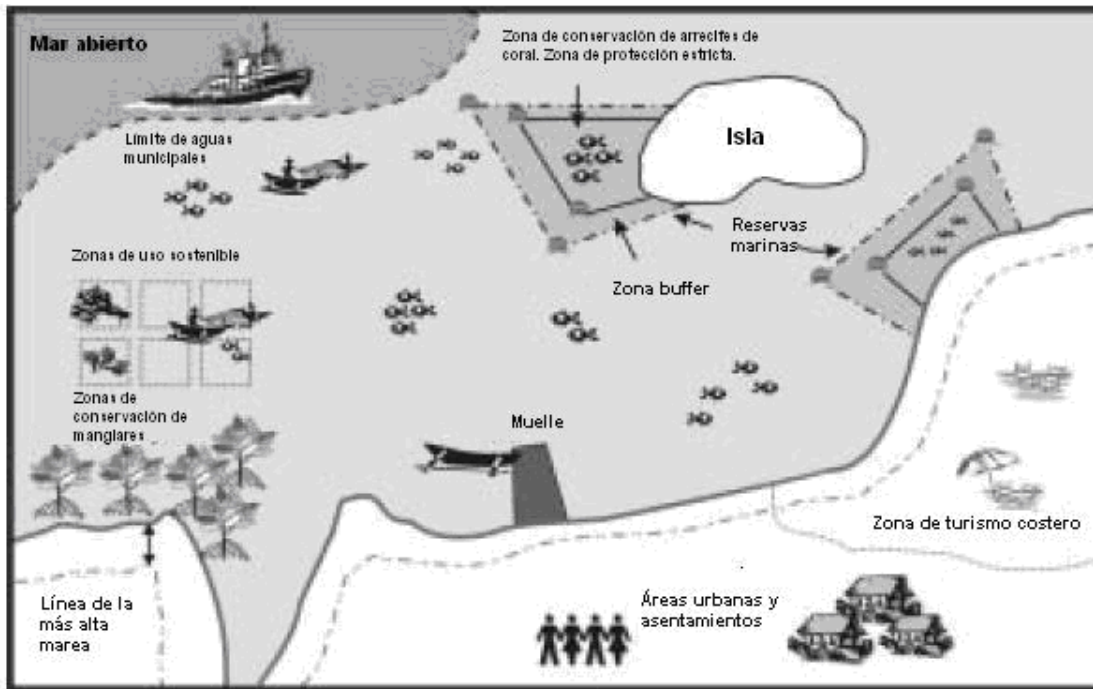 Mar abierto
Zona de conservación de arrecifes de
coral. Zona de protección estricta.
Límite de aguas
municipales
Isla
Reservas
marinas
Zonas de uso sostenible
Zona buffer
Zonas de
conservación de
manglares
Muelle
Zona de turismo costero
Línea de la
más alta
marea
Áreas urbanas y
asentamientos